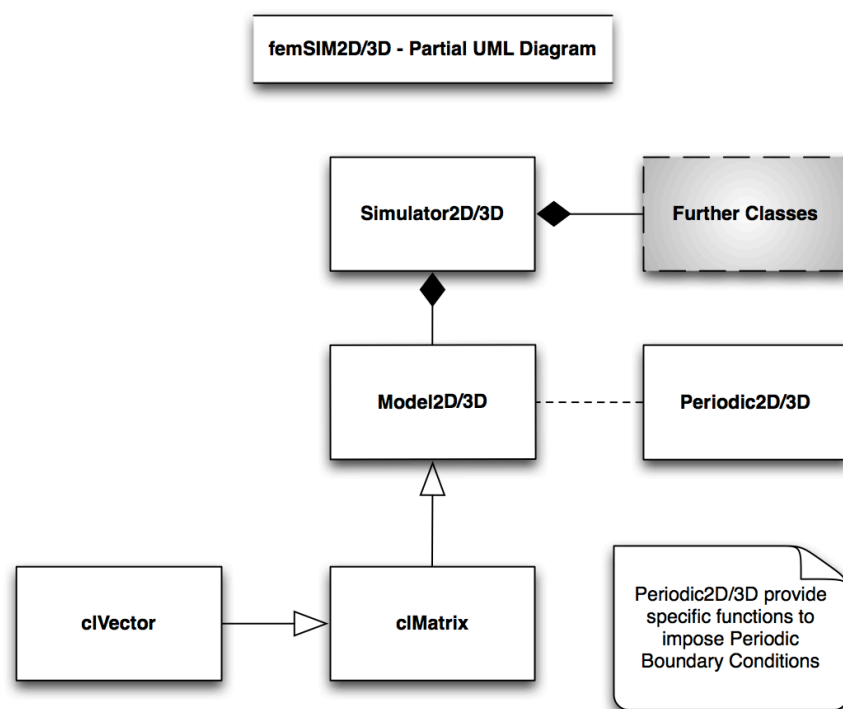 femSIM2D/3D - Partial UML Diagram
Simulator2D/3D
Further Classes
Model2D/3D
Periodic2D/3D
clVector
clMatrix
Periodic2D/3D provide
specific functions to
impose Periodic
Boundary Conditions